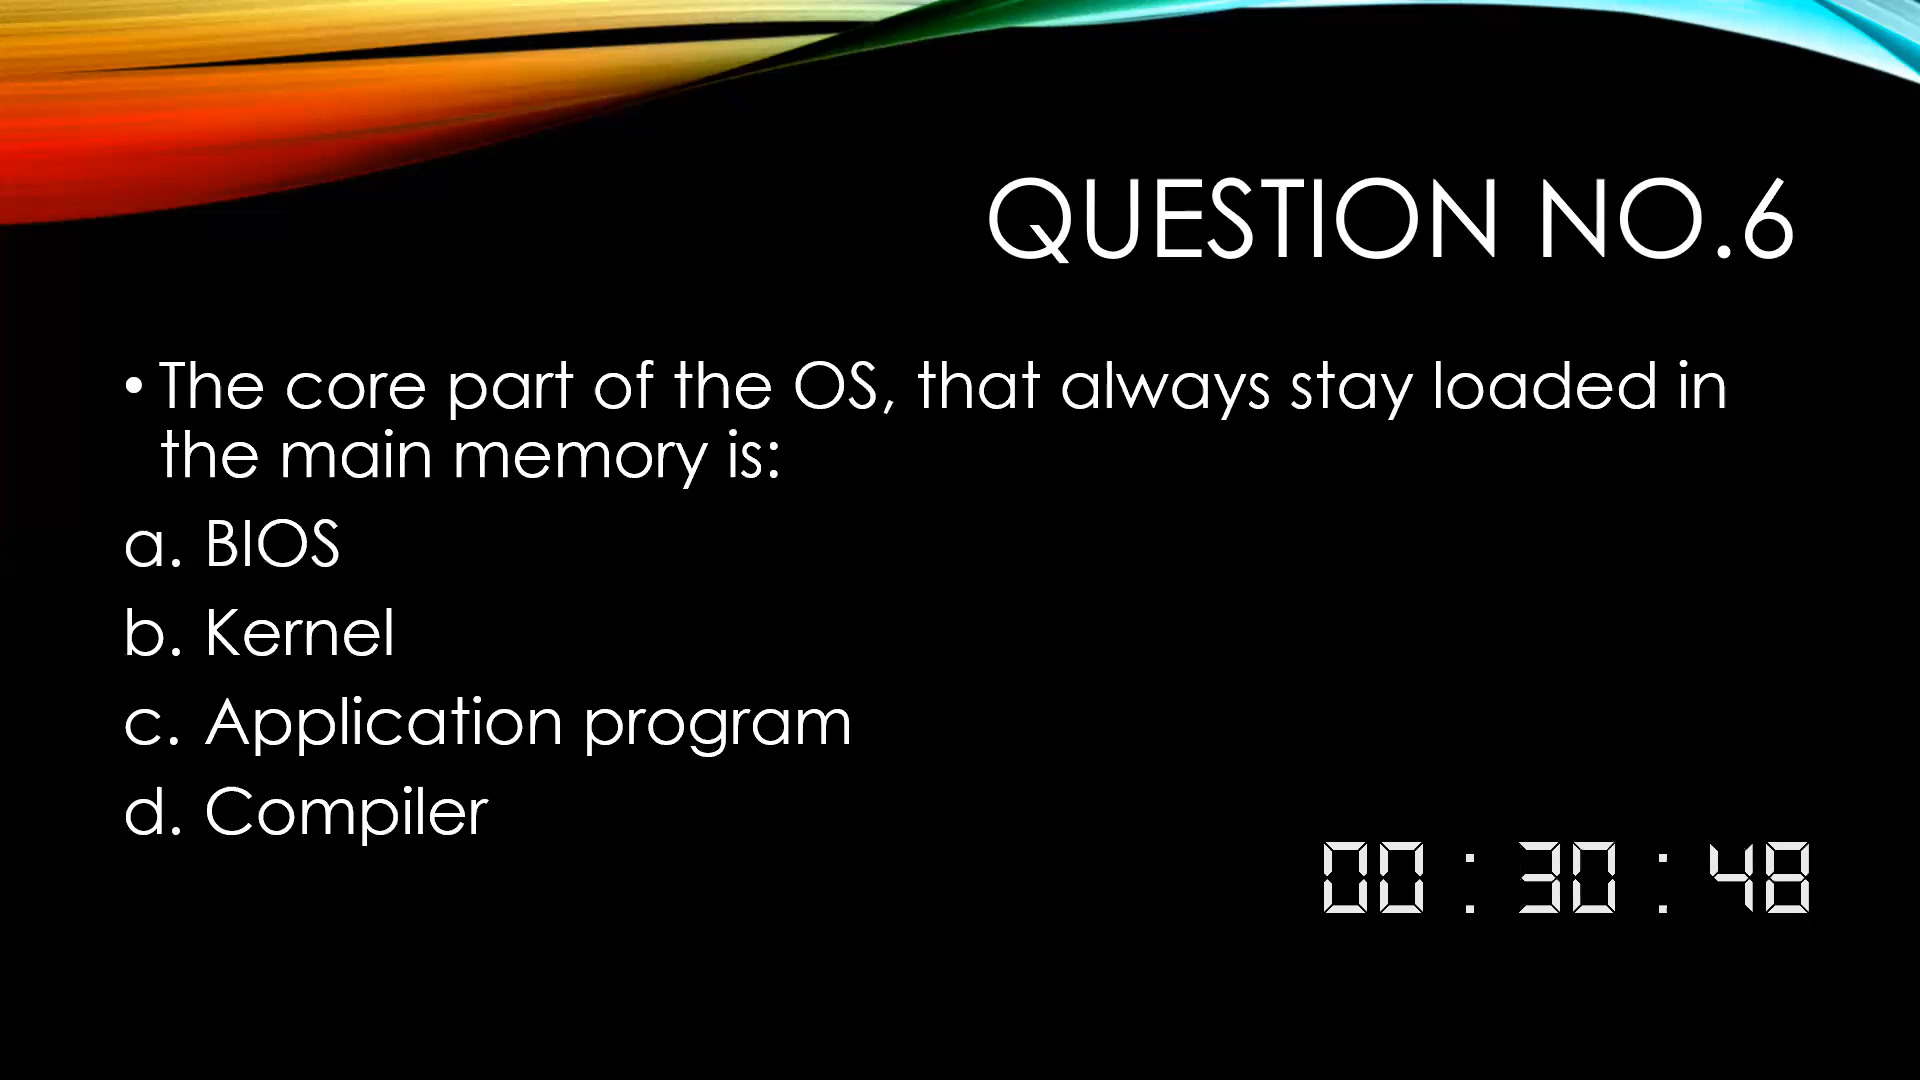 QUESTION NO.6
• The core part of the OS, that always stay loaded in
the main memory is:
a. BIOS
b. Kernel
c. Application program
d. Compiler
00 : 30 : 48